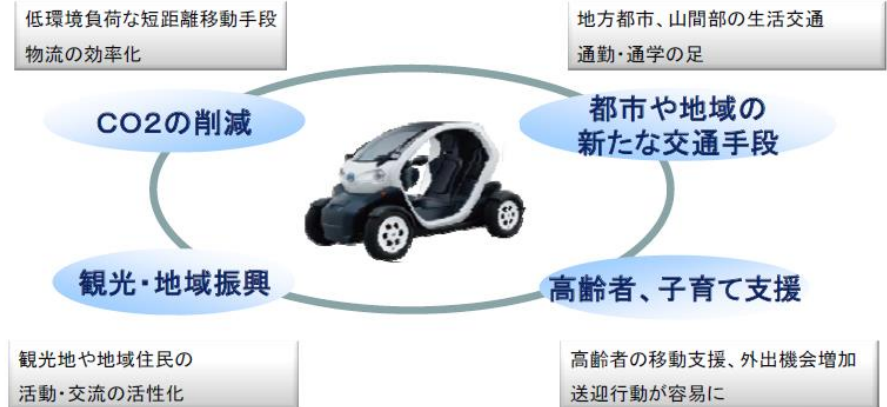 低環境負荷な短距離移動手段
物流の効率化
地方都市、山間部の生活交通
通勤・通学の足
CO2の削減
都市や地域の
新たな交通手段
観光・地域振興
高齢者、子育て支援
観光地や地域住民の
活動・交流の活性化
高齢者の移動支援、外出機会増加
送迎行動が容易に